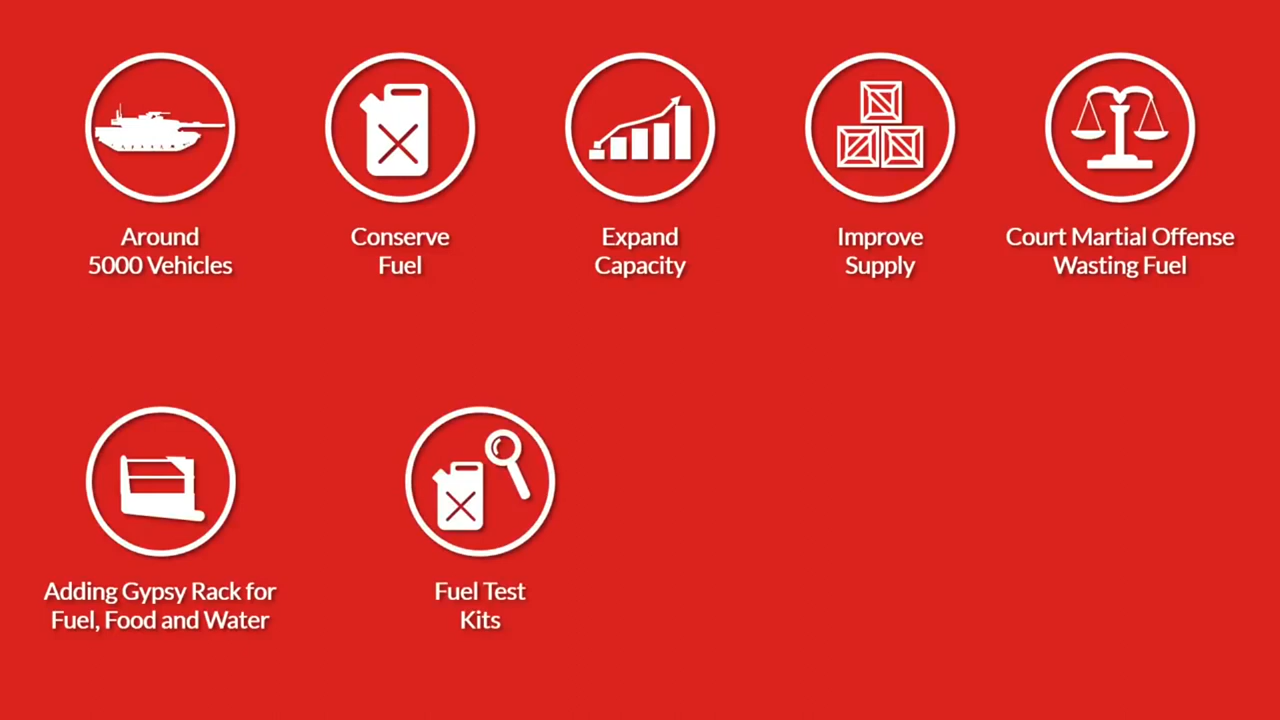 Around
5000 Vehicles
Conserve
Fuel
Expand
Capacity
Improve
Supply
Court Martial Offense
Wasting Fuel
Adding Gypsy Rack for
Fuel, Food and Water
Fuel Test
Kits